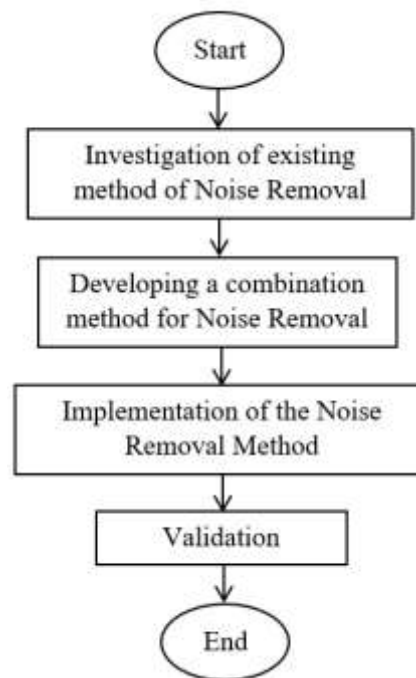 Start
Investigation of existing
method of Noise Removal
Developing a combination
method for Noise Removal
Implementation of the Noise
Removal Method
Validation
End